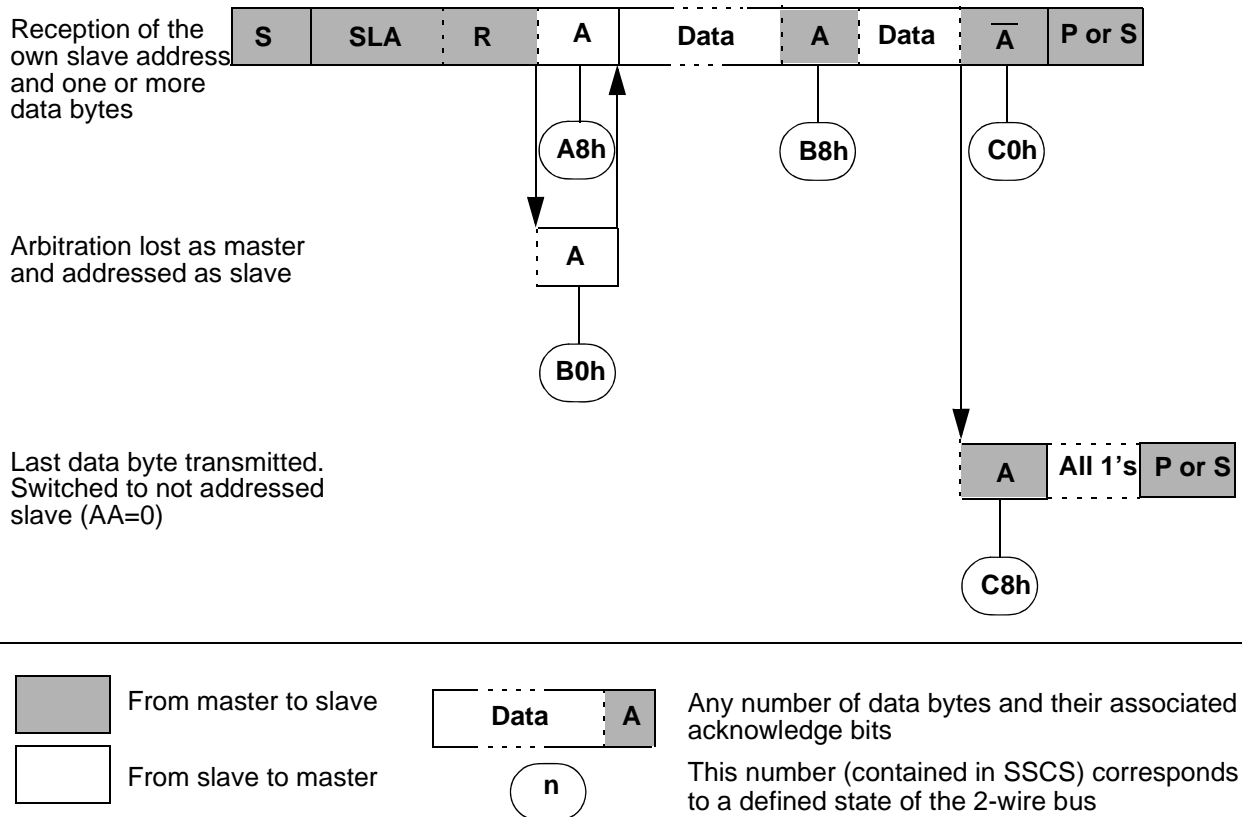 Reception of the
own slave address
and one or more
data bytes
S SLA R A Data A Data A̅ P or S
A8h B8h C0h
Arbitration lost as master
and addressed as slave
A
B0h
Last data byte transmitted.
Switched to not addressed
slave (AA=0)
A All 1's P or S
C8h
From master to slave
From slave to master
Data A
n
Any number of data bytes and their associated
acknowledge bits
This number (contained in SSCS) corresponds
to a defined state of the 2-wire bus